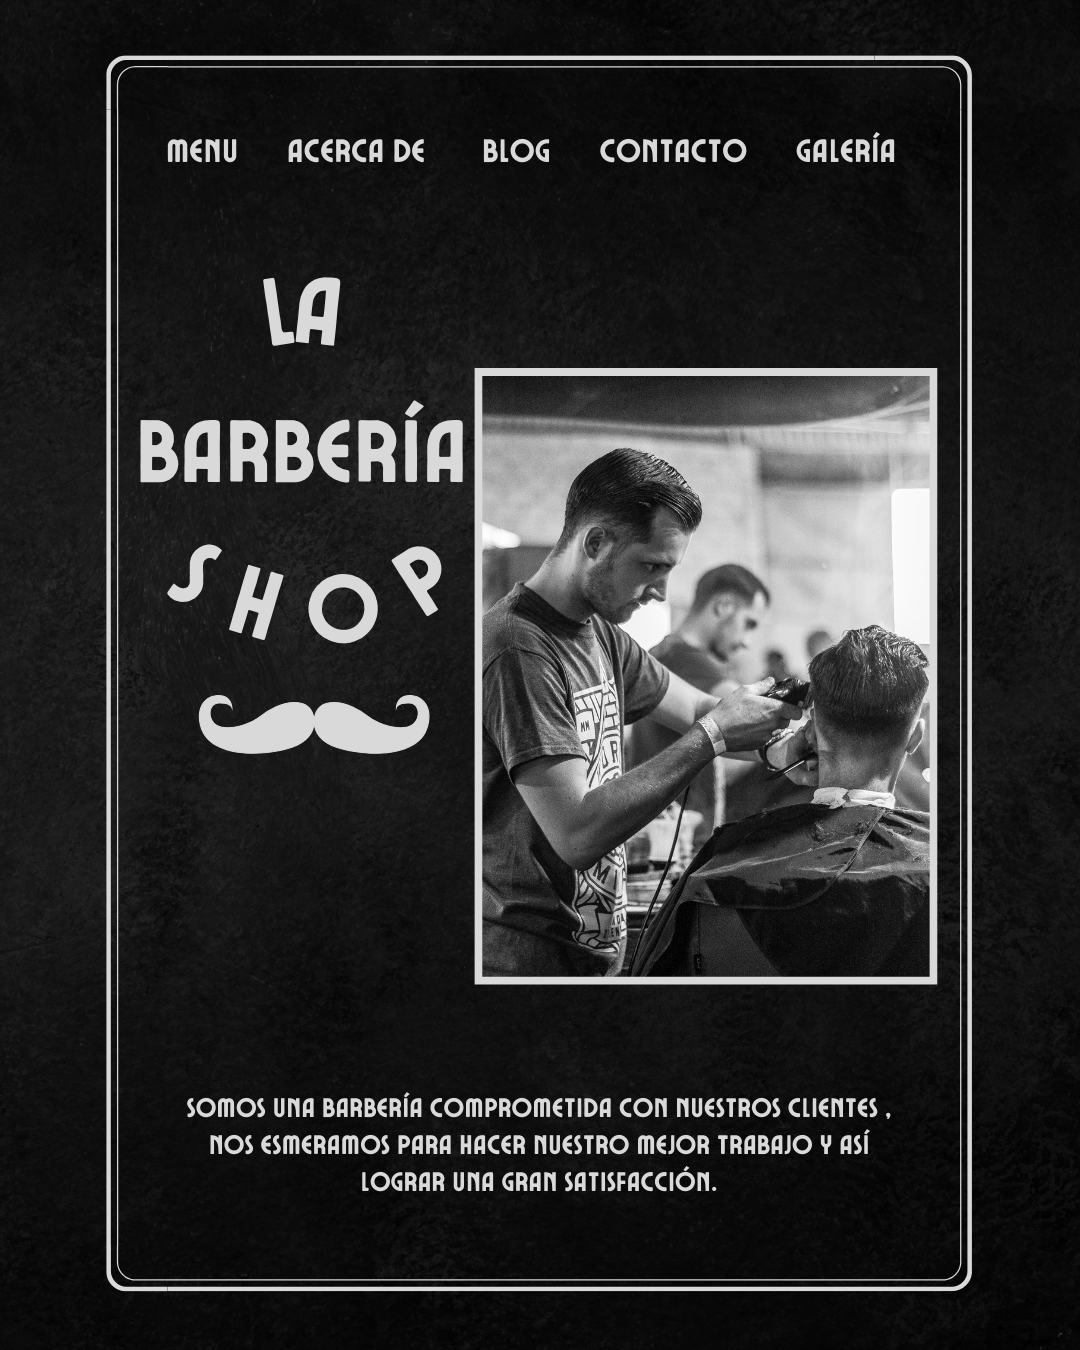 MENU ACERCA DE BLOG CONTACTO GALERÍA
LA
BARBERÍA
SHOP
SOMOS UNA BARBERÍA COMPROMETIDA CON NUESTROS CLIENTES ,
NOS ESMERAMOS PARA HACER NUESTRO MEJOR TRABAJO Y ASÍ
LOGRAR UNA GRAN SATISFACCIÓN.